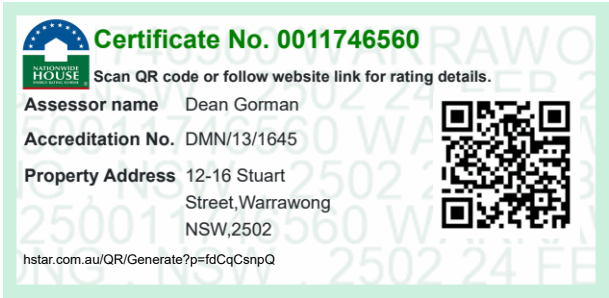 Certificate No. 0011746560
NATIONWIDE
HOUSE
Scan QR code or follow website link for rating details.
Assessor name Dean Gorman
Accreditation No. DMN/13/1645
Property Address 12-16 Stuart
Street,Warrawong
NSW,2502
hstar.com.au/QR/Generate?p=fdCqCsnpQ